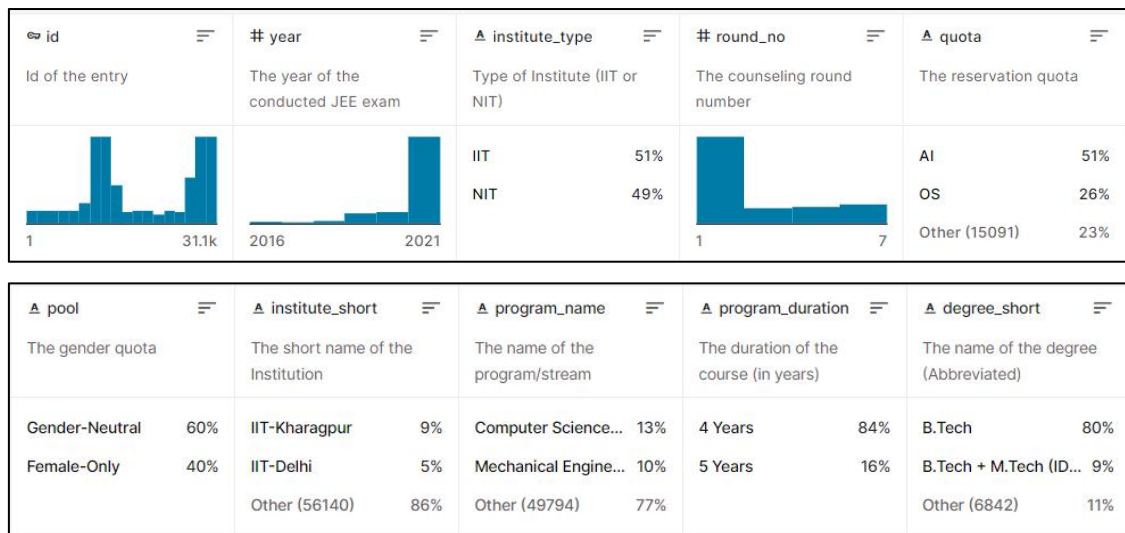 id
# year
A institute_type
# round_no
A quota
Id of the entry
The year of the
conducted JEE exam
Type of Institute (IIT or
NIT)
The counseling round
number
The reservation quota
1 31.1k
2016 2021
IIT 51%
NIT 49%
1 7
AI 51%
OS 26%
Other (15091) 23%
A pool
A institute_short
A program_name
A program_duration
A degree_short
The gender quota
The short name of the
Institution
The name of the
program/stream
The duration of the
course (in years)
The name of the degree
(Abbreviated)
Gender-Neutral 60%
Female-Only 40%
IIT-Kharagpur 9%
IIT-Delhi 5%
Other (56140) 86%
Computer Science... 13%
Mechanical Engine... 10%
Other (49794) 77%
4 Years 84%
5 Years 16%
B.Tech 80%
B.Tech + M.Tech (ID... 9%
Other (6842) 11%